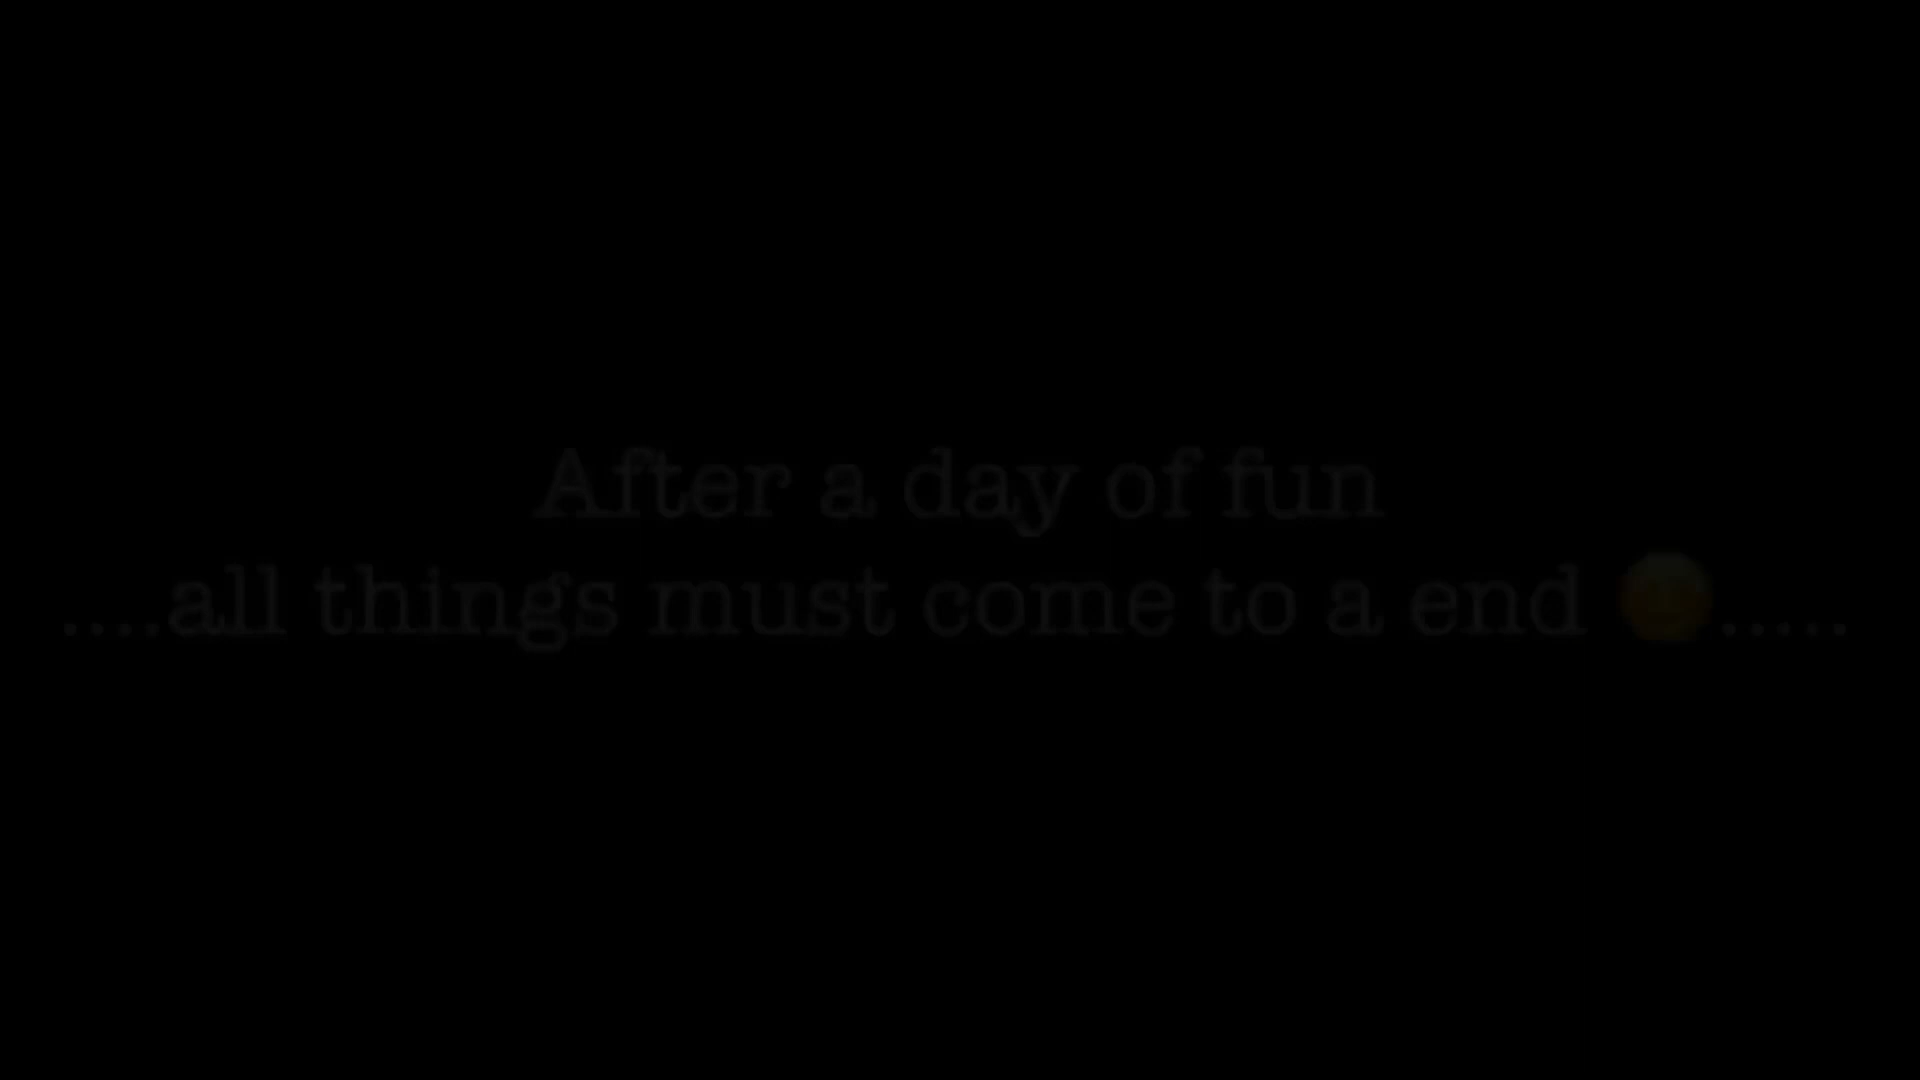 After a day of fun
....all things must come to a end 😔.....